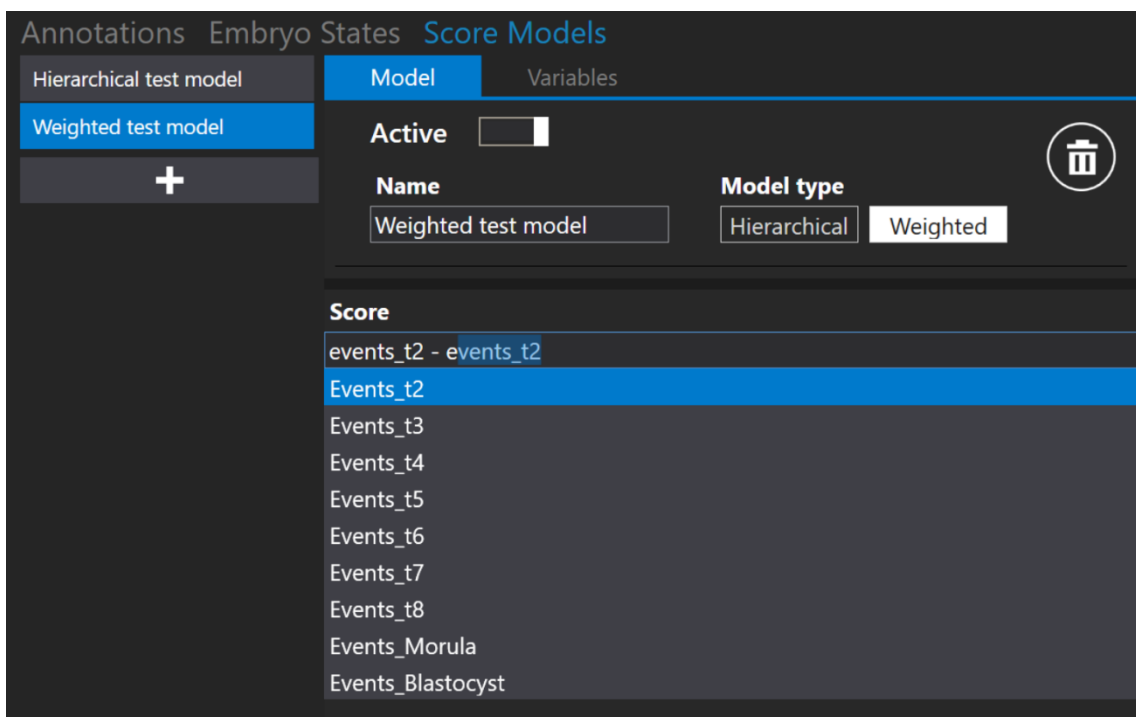 Annotations Embryo States Score Models
Hierarchical test model
Weighted test model
Model Variables
Active
Name Model type
Weighted test model Hierarchical Weighted
Score
events_t2 - events_t2
Events_t2
Events_t3
Events_t4
Events_t5
Events_t6
Events_t7
Events_t8
Events_Morula
Events_Blastocyst